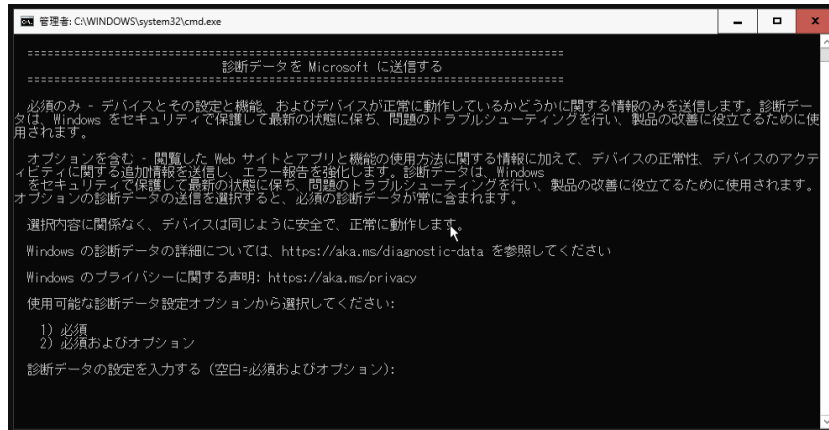 管理者: C:\WINDOWS\system32\cmd.exe
================================================================================
診断データを Microsoft に送信する
================================================================================
必須のみ - デバイスとその設定と機能、およびデバイスが正常に動作しているかどうかに関する情報のみを送信します。診断デー
タは、Windows をセキュリティで保護して最新の状態に保ち、問題のトラブルシューティングを行い、製品の改善に役立てるために使
用されます。
オプションを含む - 閲覧した Web サイトとアプリと機能の使用方法に関する情報に加えて、デバイスの正常性、デバイスのアクテ
ィビティに関する追加情報を送信し、エラー報告を強化します。診断データは、Windows
をセキュリティで保護して最新の状態に保ち、問題のトラブルシューティングを行い、製品の改善に役立てるために使用されます。
オプションの診断データの送信を選択すると、必須の診断データが常に含まれます。
選択内容に関係なく、デバイスは同じように安全で、正常に動作します。
Windows の診断データの詳細については、https://aka.ms/diagnostic-data を参照してください
Windows のプライバシーに関する声明: https://aka.ms/privacy
使用可能な診断データ設定オプションから選択してください:
1) 必須
2) 必須およびオプション
診断データの設定を入力する (空白=必須およびオプション):